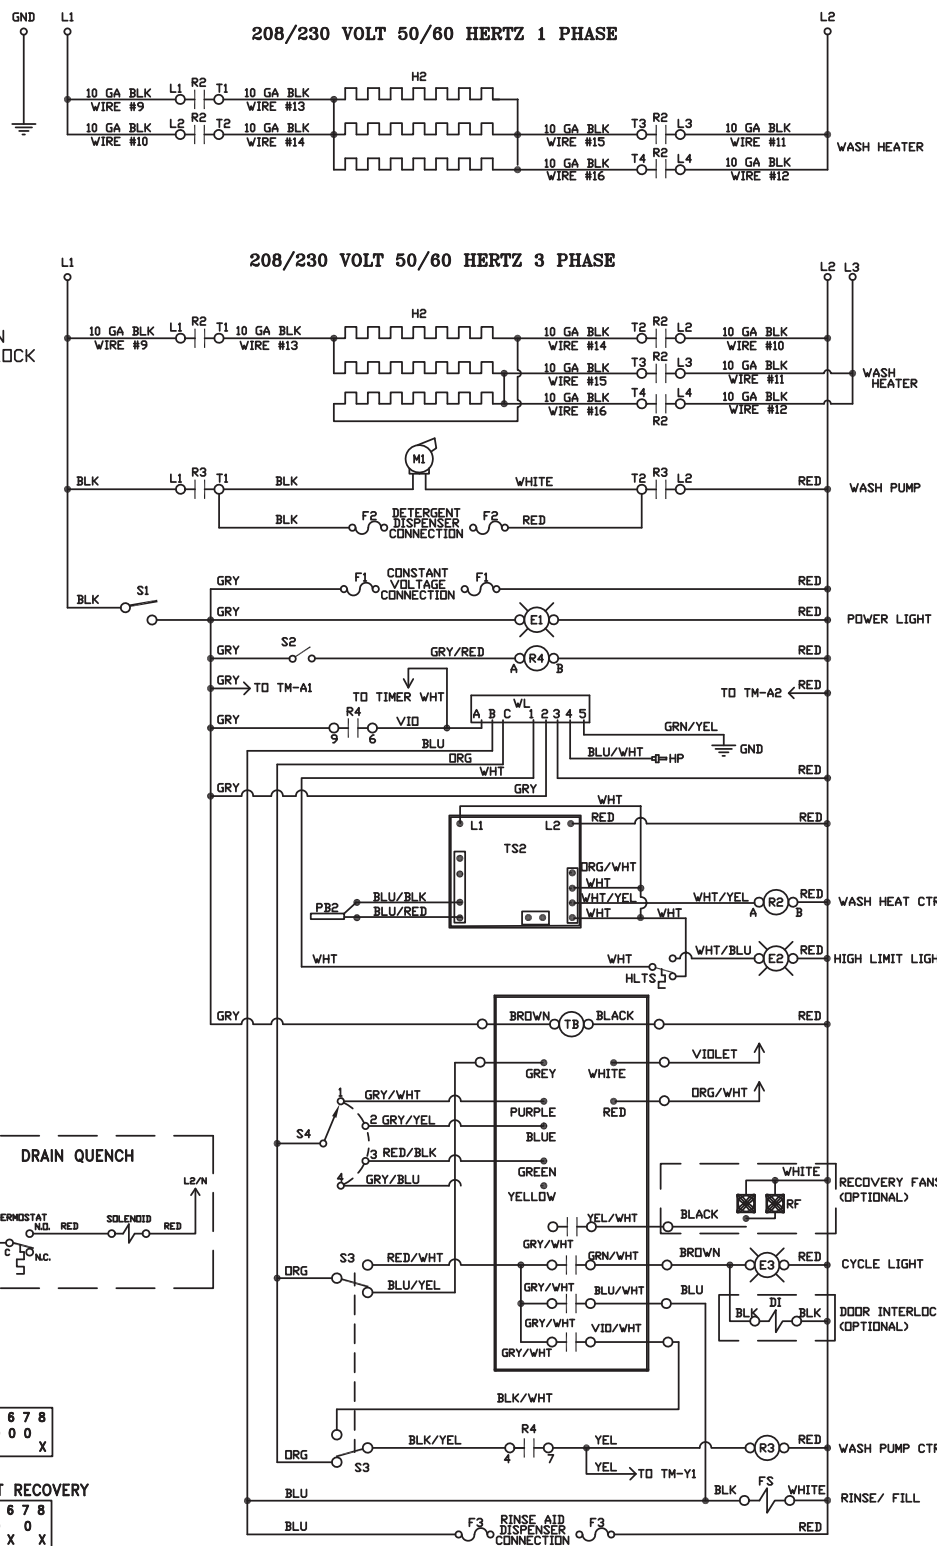 GND L1 208/230 VOLT 50/60 HERTZ 1 PHASE L2
H2
10 GA BLK L1 R2 T1 10 GA BLK
WIRE #9 WIRE #13
10 GA BLK L2 R2 T2 10 GA BLK 10 GA BLK T3 R2 L3 10 GA BLK
WIRE #10 WIRE #14 WIRE #15 WIRE #11
WASH HEATER
10 GA BLK T4 R2 L4 10 GA BLK
WIRE #16 WIRE #12
L1 208/230 VOLT 50/60 HERTZ 3 PHASE L2 L3
H2
10 GA BLK L1 R2 T1 10 GA BLK 10 GA BLK T2 R2 L2 10 GA BLK
WIRE #9 WIRE #13 WIRE #14 WIRE #10
N
OCK
10 GA BLK T3 R2 L3 10 GA BLK
WIRE #15 WIRE #11
WASH
HEATER
10 GA BLK T4 L4 10 GA BLK
WIRE #16 R2 WIRE #12
M1
BLK L1 R3 T1 BLK WHITE T2 R3 L2 RED WASH PUMP
BLK F2 DETERGENT
DISPENSER
CONNECTION F2 RED
GRY F1 CONSTANT
VOLTAGE
CONNECTION F1 RED
BLK S1
GRY E1 RED POWER LIGHT
GRY S2 GRY/RED A R4 B RED
GRY TO TM-A1 TO TM-A2 RED
TO TIMER WHT
WL
A B C 1 2 3 4 5
GRY 9 R4 6 VIO GRN/YEL
GND
BLU BLU/WHT HP
ORG
WHT RED
GRY GRY
WHT
L1 L2 RED RED
TS2
ORG/WHT
WHT
PB2 BLU/BLK WHT/YEL WHT/YEL A R2 B RED WASH HEAT CTR
BLU/RED WHT WHT
WHT WHT HLTS WHT/BLU E2 RED HIGH LIMIT LIGH
GRY BROWN TB BLACK RED
GREY WHITE VIOLET
1 GRY/WHT PURPLE RED ORG/WHT
S4 2 GRY/YEL BLUE
3 RED/BLK GREEN
4 GRY/BLU YELLOW
DRAIN QUENCH
L2/N
ERMOSTAT
N.O. RED SOLENOID RED
C N.C.
WHITE RECOVERY FANS
(OPTIONAL)
RF
YEL/WHT BLACK
GRY/WHT
S3 RED/WHT GRN/WHT BROWN E3 RED CYCLE LIGHT
ORG BLU/YEL GRY/WHT BLU/WHT BLU
DI
BLK BLK DOOR INTERLOC
(OPTIONAL)
GRY/WHT VIO/WHT
GRY/WHT
BLK/WHT
6 7 8
0 0
X
ORG S3 BLK/YEL 4 R4 7 YEL R3 RED WASH PUMP CTR
YEL TO TM-Y1
T RECOVERY
6 7 8
0
X X
BLU BLK FS WHITE RINSE/ FILL
BLU F3 RINSE AID
DISPENSER
CONNECTION F3 RED